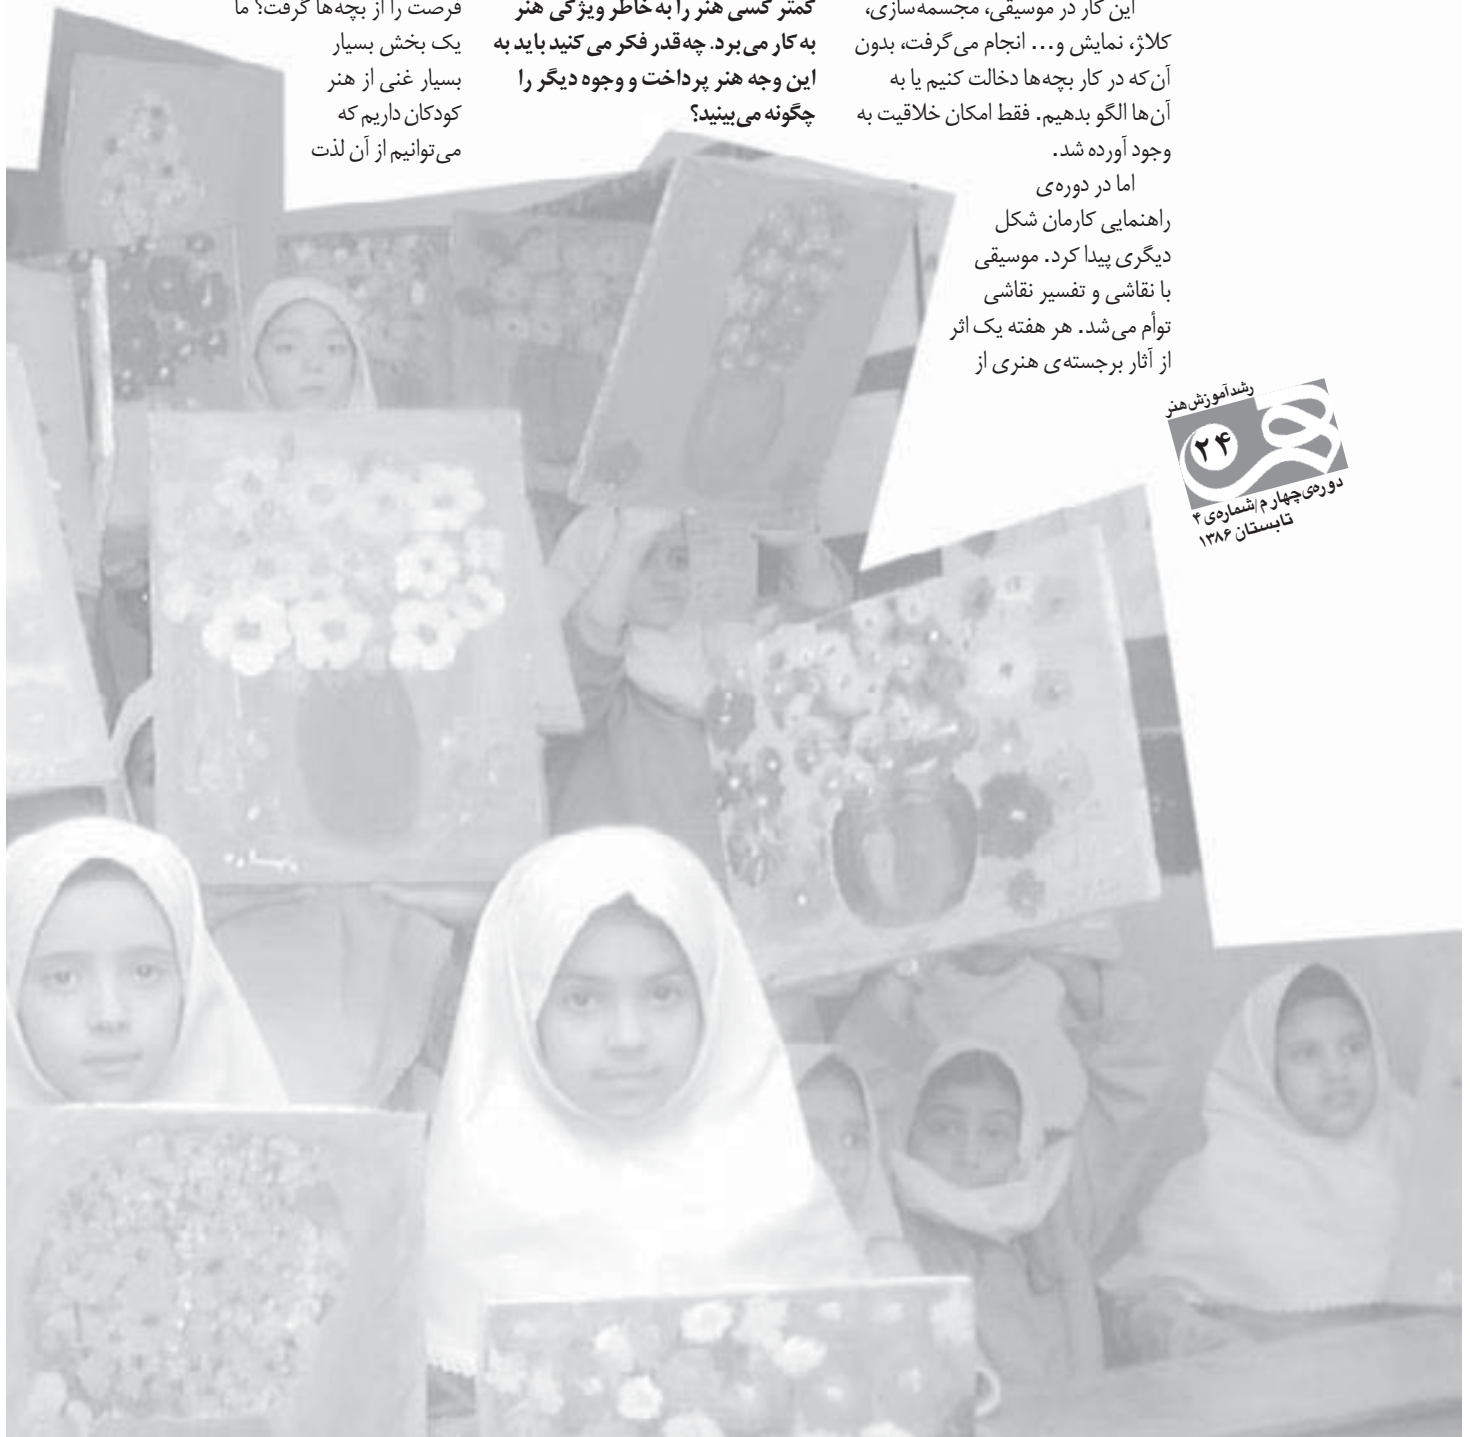 این کار در موسیقی، مجسمه‌سازی،
کلاژ، نمایش و... انجام می‌گرفت، بدون
آن‌که در کار بچه‌ها دخالت کنیم یا به
آن‌ها الگو بدهیم. فقط امکان خلاقیت به
وجود آورده شد.
اما در دوره‌ی
راهنمایی کارمان شکل
دیگری پیدا کرد. موسیقی
با نقاشی و تفسیر نقاشی
توأم می‌شد. هر هفته یک اثر
از آثار برجسته‌ی هنری از
کمتر کسی هنر را به خاطر ویژگی هنر
به کار می‌برد. چه‌قدر فکر می‌کنید باید به
این وجه هنر پرداخت و وجوه دیگر را
چگونه می‌بینید؟
فرصت را از بچه‌ها گرفت؟ ما
یک بخش بسیار
بسیار غنی از هنر
کودکان داریم که
می‌توانیم از آن لذت
رشد آموزش هنر
۲۴
دوره‌ی چهارم/شماره‌ی ۴
تابستان ۱۳۸۶